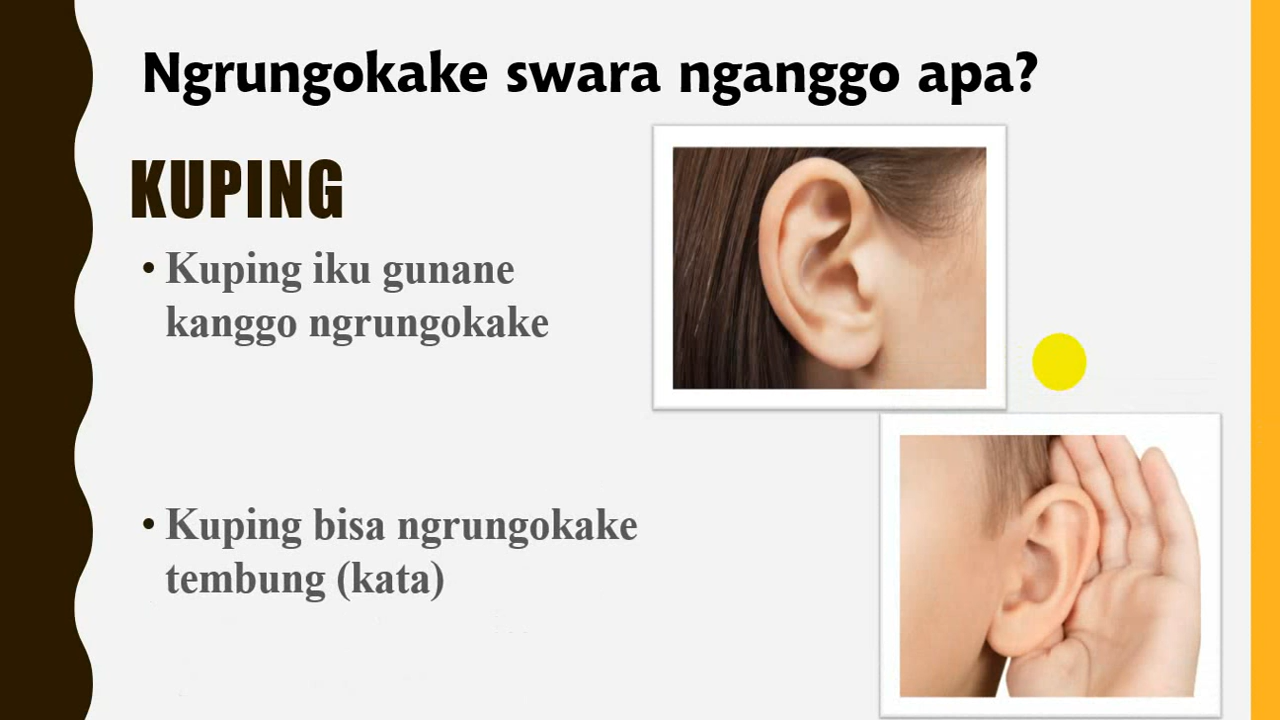 Ngrungokake swara nganggo apa?
KUPING
• Kuping iku gunane
kanggo ngrungokake
• Kuping bisa ngrungokake
tembung (kata)